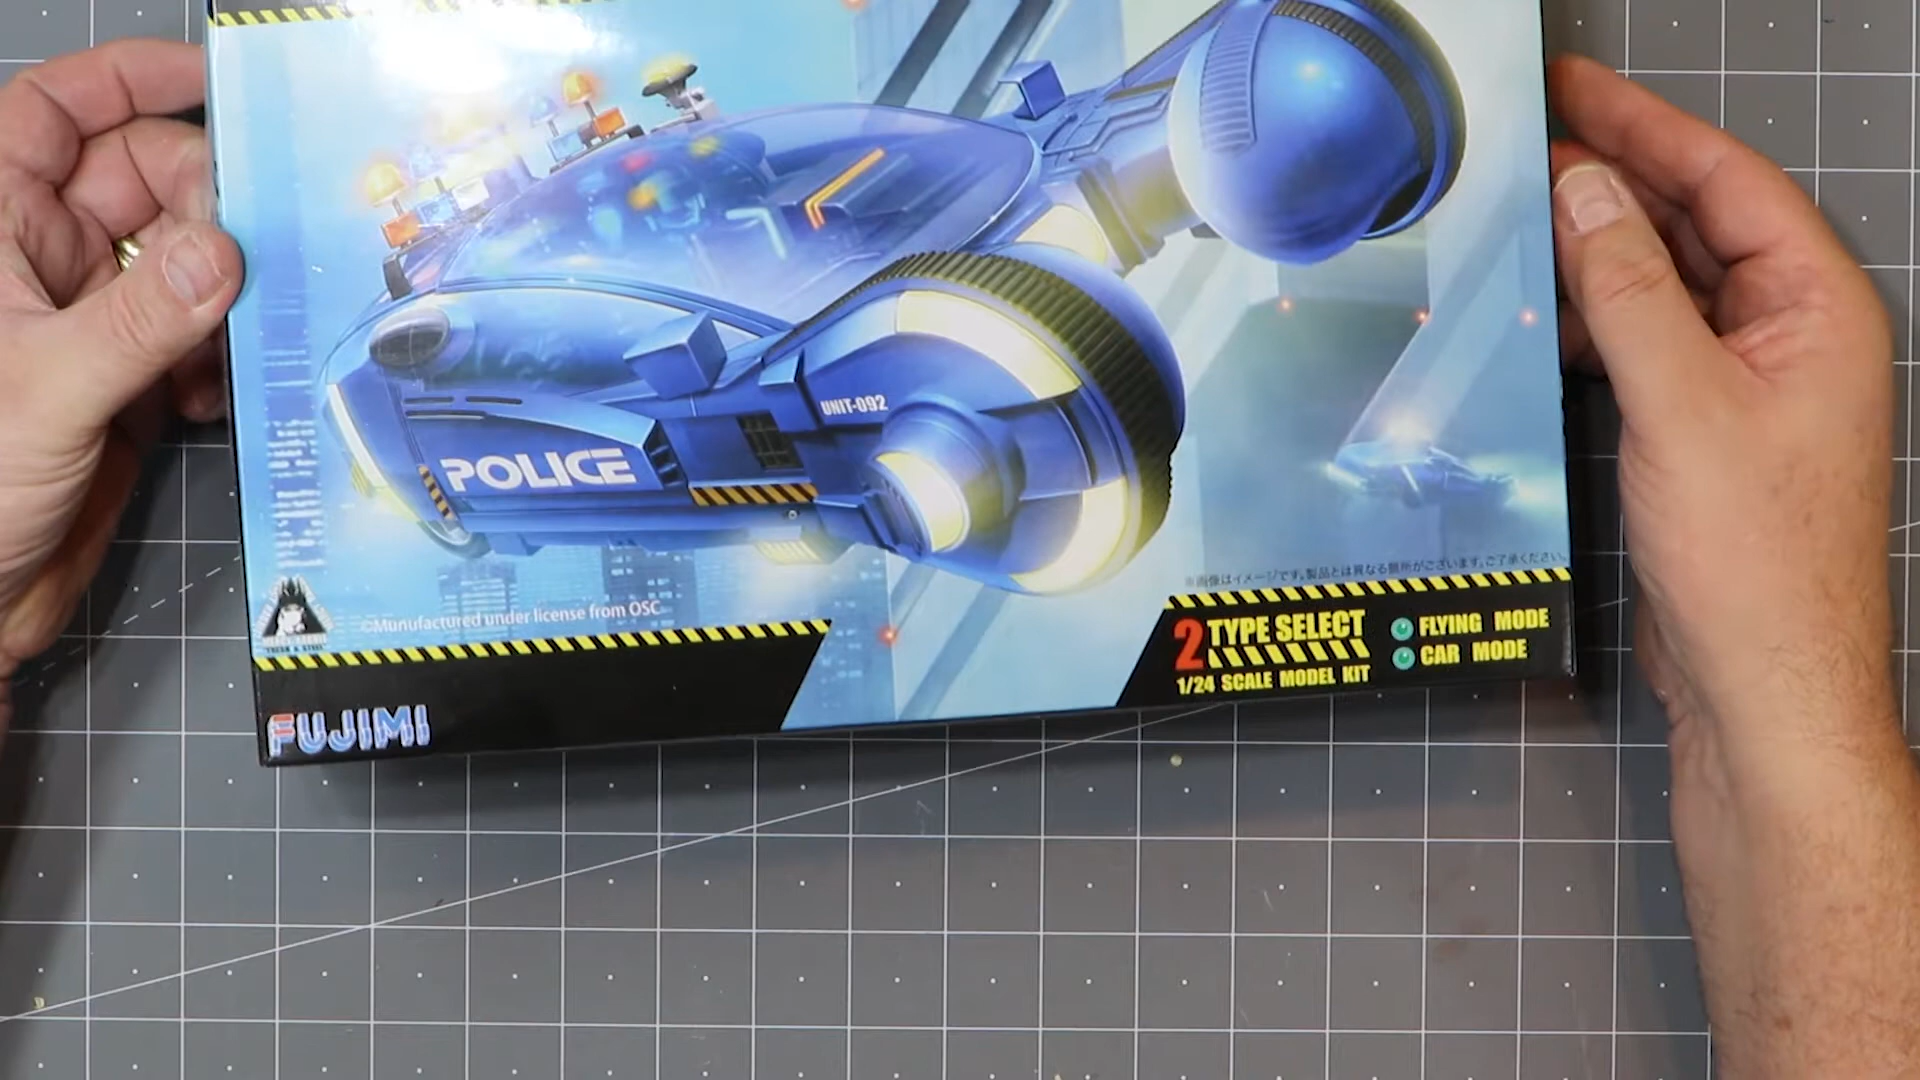 UNIT-092
POLICE
※画像はイメージです。製品とは異なる箇所がございます。ご了承ください。
©Munufactured under license from OSC
2 TYPE SELECT
1/24 SCALE MODEL KIT
FLYING MODE
CAR MODE
FUJIMI